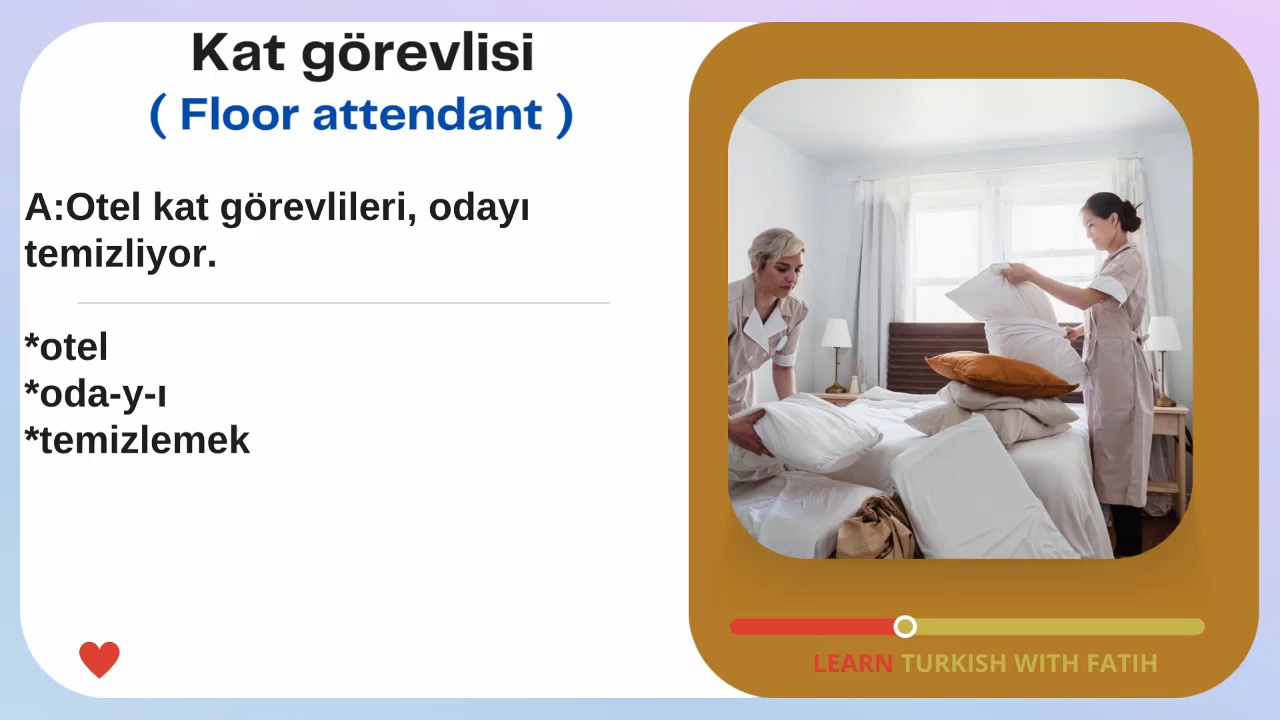 Kat görevlisi
( Floor attendant )
A:Otel kat görevlileri, odayı
temizliyor.
*otel
*oda-y-ı
*temizlemek
LEARN TURKISH WITH FATIH